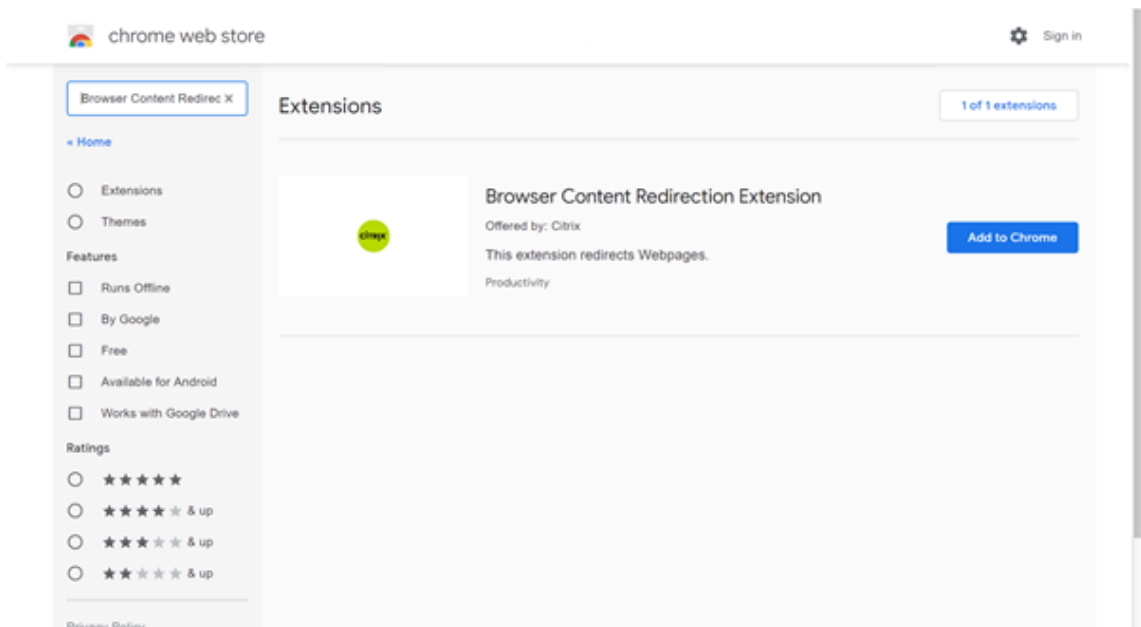 chrome web store
Sign in
Browser Content Redirec ×
« Home
Extensions
Themes
Features
Runs Offline
By Google
Free
Available for Android
Works with Google Drive
Ratings
& up
& up
& up
Privacy Policy
Extensions
1 of 1 extensions
citrix
Browser Content Redirection Extension
Offered by: Citrix
This extension redirects Webpages.
Productivity
Add to Chrome